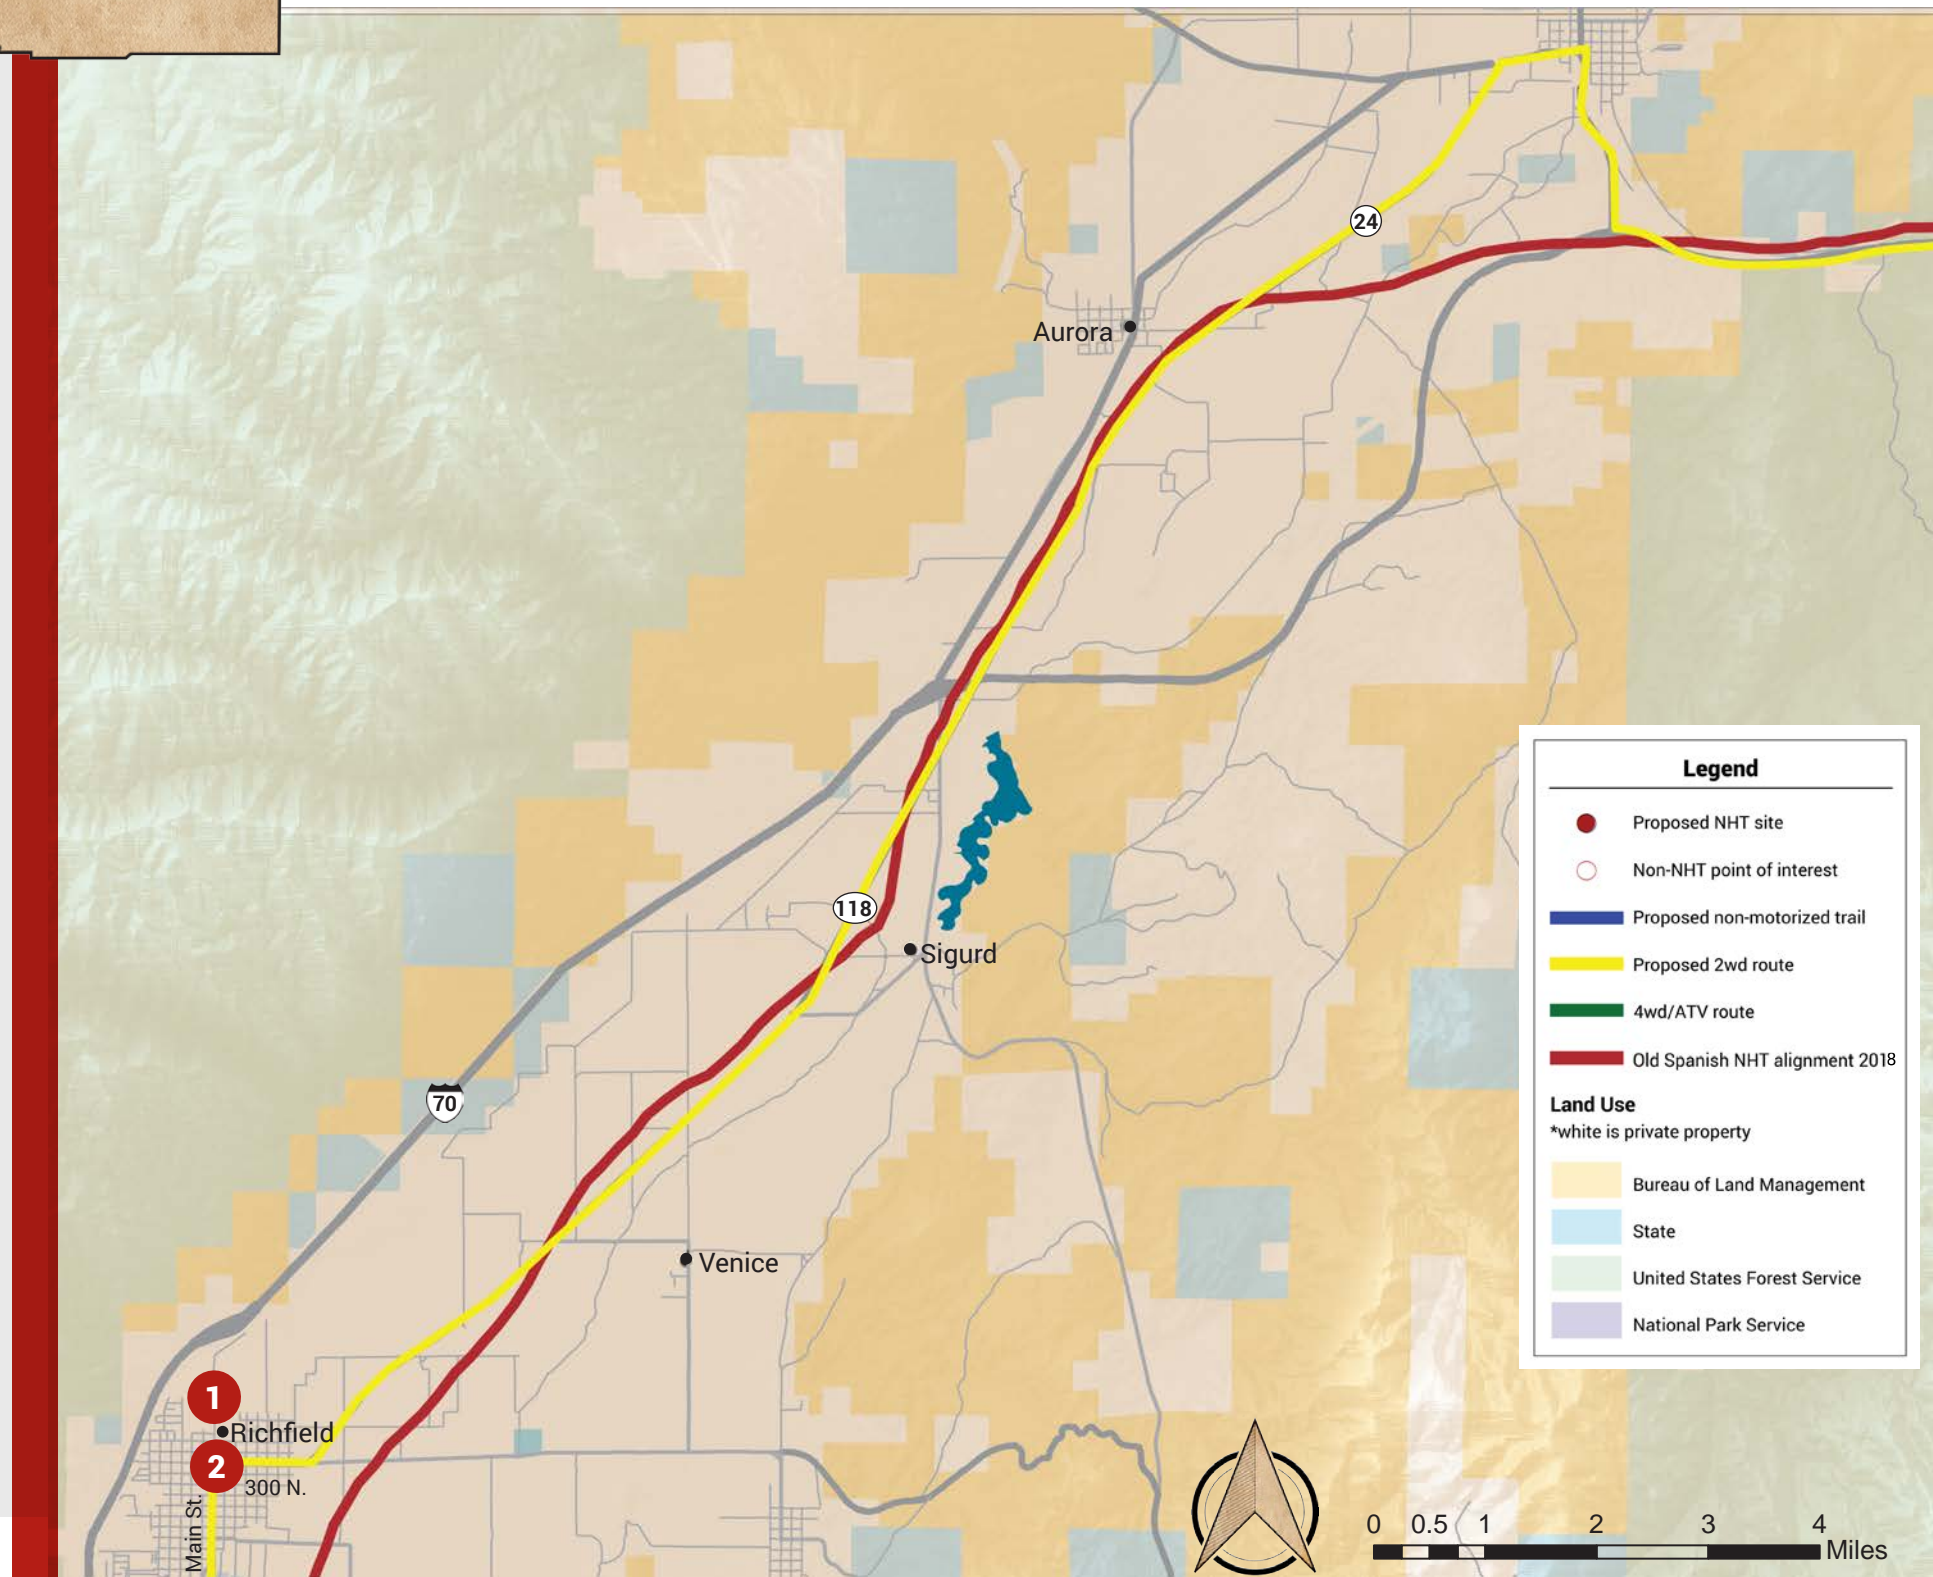 24
Aurora
118
Sigurd
70
Venice
1
Richfield
2
300 N.
Main St.
Legend
Proposed NHT site
Non-NHT point of interest
Proposed non-motorized trail
Proposed 2wd route
4wd/ATV route
Old Spanish NHT alignment 2018
Land Use
*white is private property
Bureau of Land Management
State
United States Forest Service
National Park Service
0 0.5 1 2 3 4
Miles